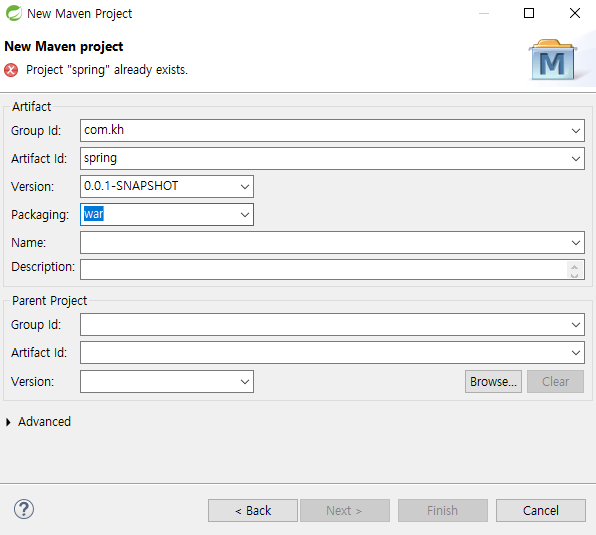 New Maven Project
New Maven project
Project "spring" already exists.
Artifact
Group Id: com.kh
Artifact Id: spring
Version: 0.0.1-SNAPSHOT
Packaging: war
Name:
Description:
Parent Project
Group Id:
Artifact Id:
Version: Browse... Clear
Advanced
< Back Next > Finish Cancel